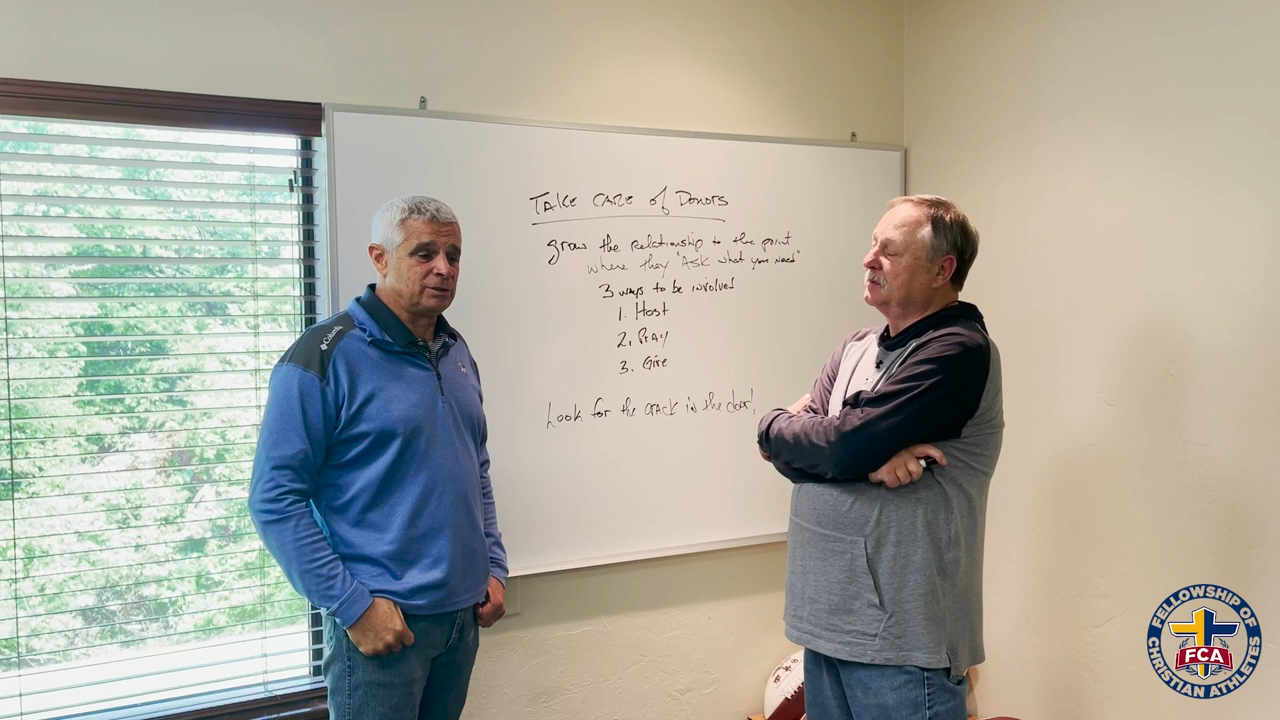 TAKE CARE of DONORS
grow the relationship to the point
where they "Ask what you need"
3 ways to be involved
1. Host
2. PRAY
3. Give
Look for the crack in the door!
Columbia
FELLOWSHIP OF
CHRISTIAN ATHLETES
FCA